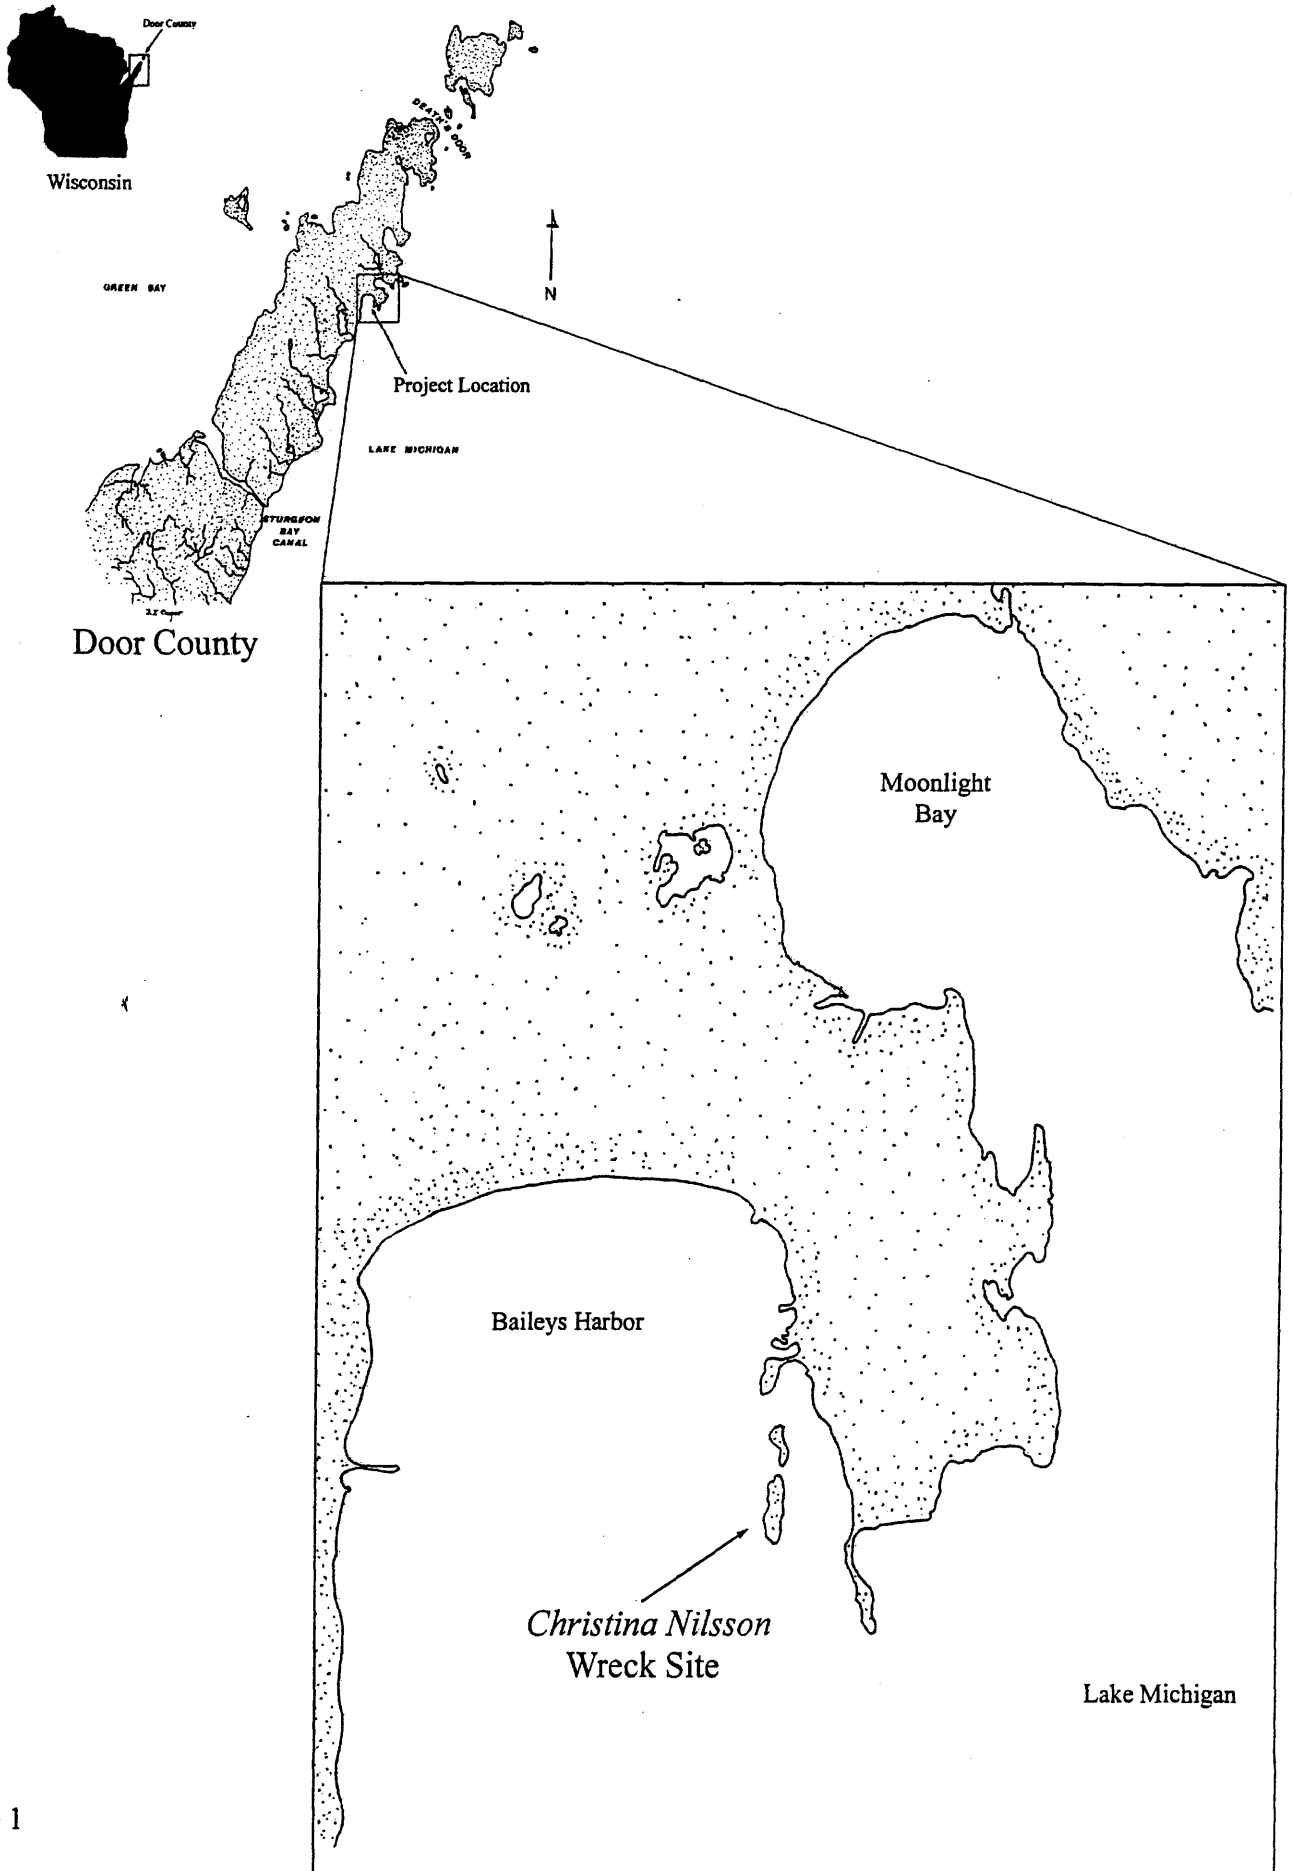 Door County
Wisconsin
DEATH'S DOOR
GREEN BAY
N
Project Location
LAKE MICHIGAN
STURGEON
BAY
CANAL
Door County
Moonlight
Bay
Baileys Harbor
Christina Nilsson
Wreck Site
Lake Michigan
1